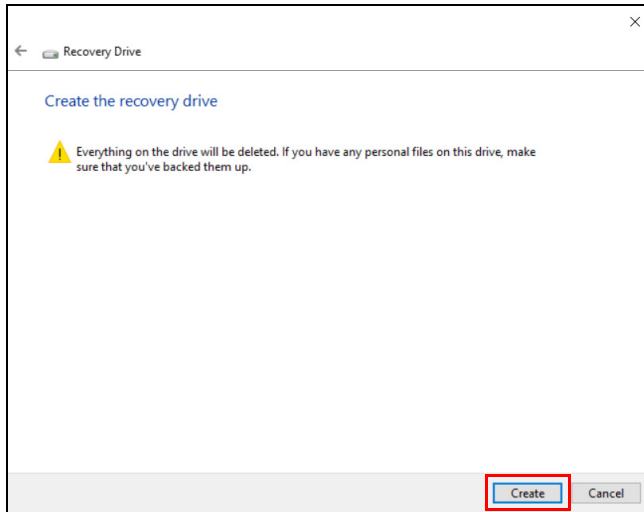 Recovery Drive
Create the recovery drive
Everything on the drive will be deleted. If you have any personal files on this drive, make
sure that you've backed them up.
Create Cancel